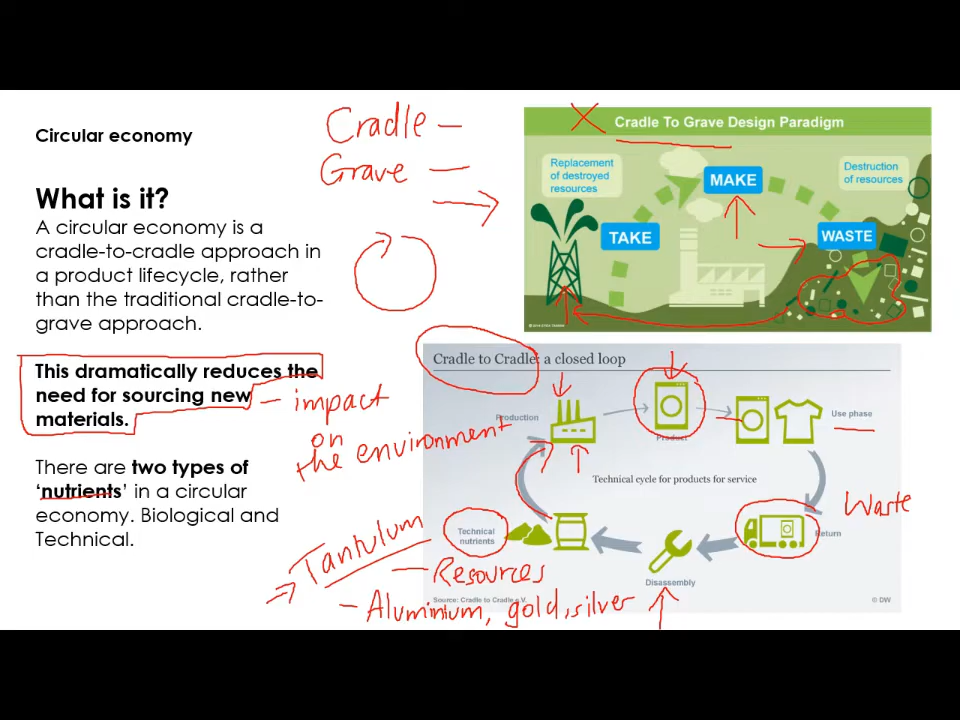 Circular economy
What is it?
A circular economy is a
cradle-to-cradle approach in
a product lifecycle, rather
than the traditional cradle-to-
grave approach.
This dramatically reduces the
need for sourcing new
materials.
There are two types of
‘nutrients’ in a circular
economy. Biological and
Technical.
Cradle –
Grave –
– impact
on
the environment
Cradle To Grave Design Paradigm
Replacement
of destroyed
resources
MAKE
Destruction
of resources
TAKE
WASTE
Cradle to Cradle: a closed loop
Production
Product
Use phase
Technical cycle for products for service
Waste
Technical
nutrients
Return
Disassembly
Tantulum
– Resources
– Aluminium, gold, silver
Source: Cradle to Cradle e.V.
© DW